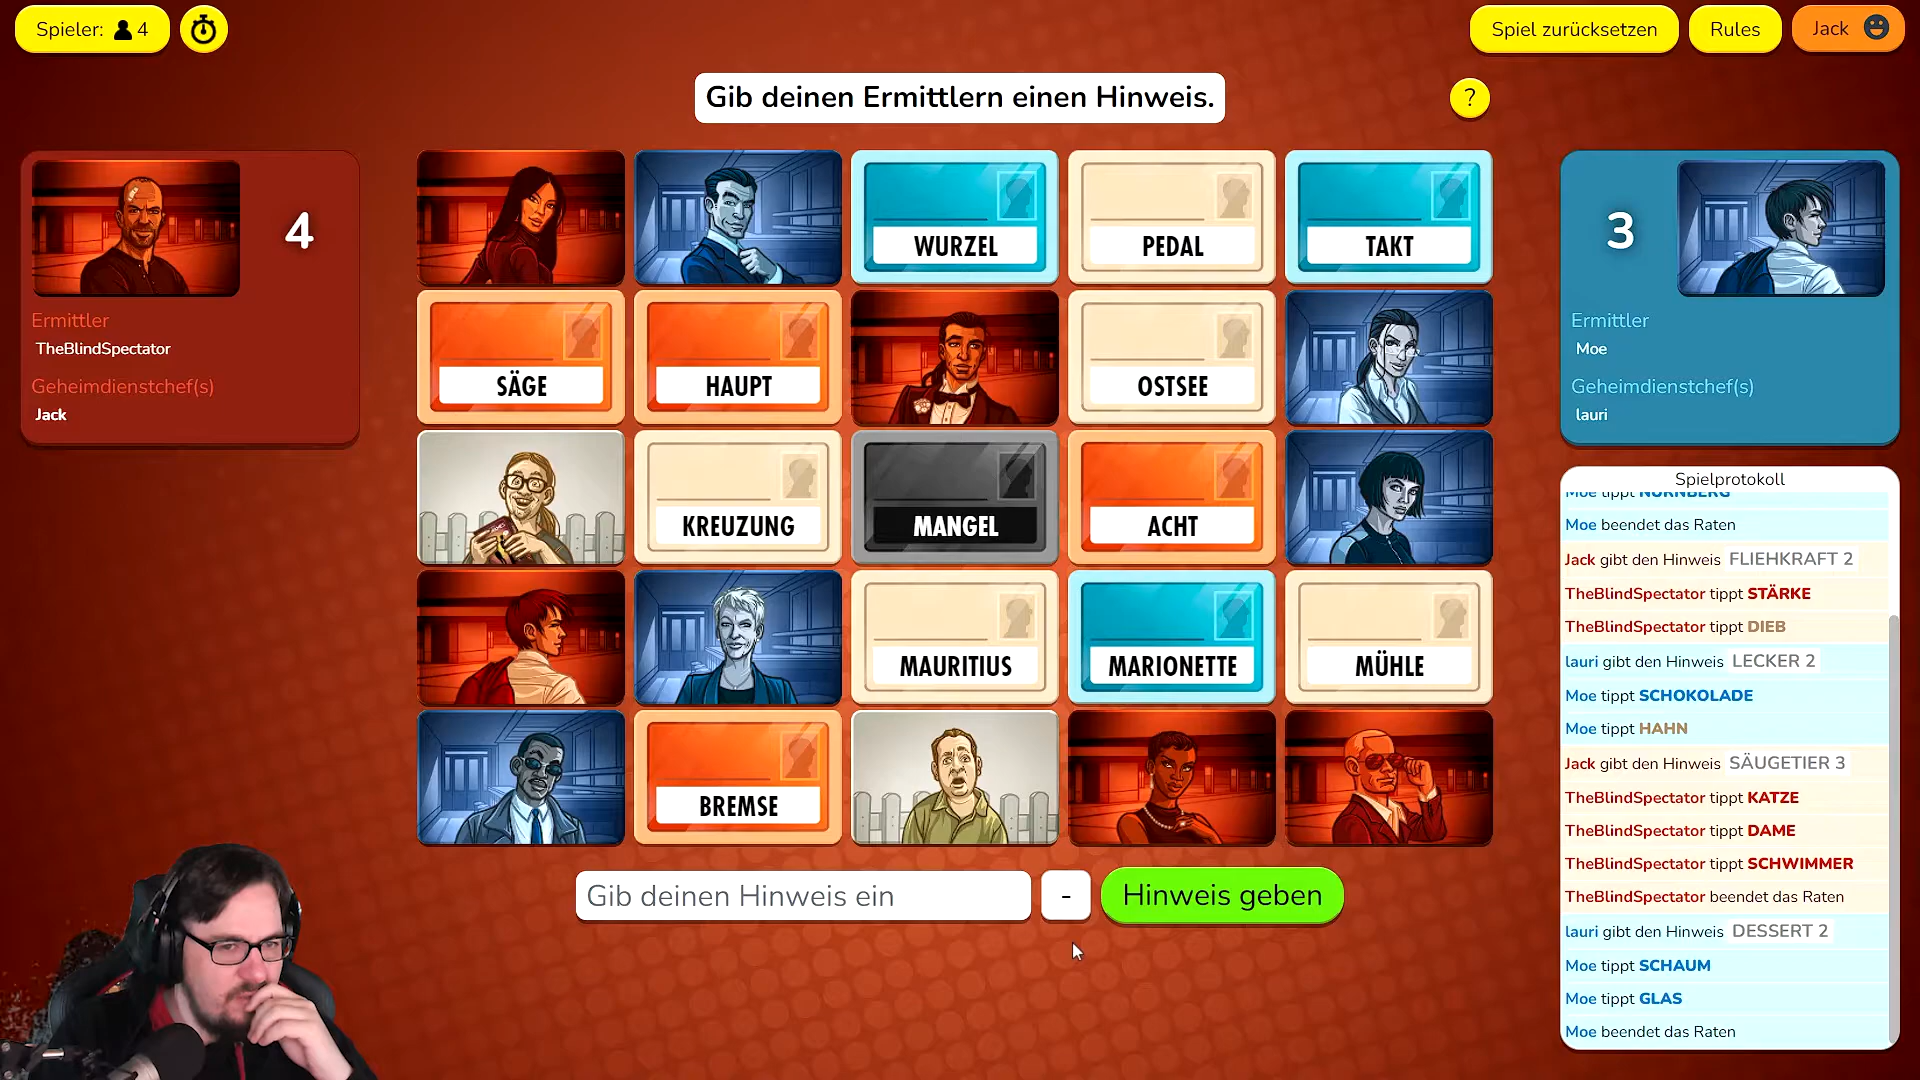 Spieler: 4
Spiel zurücksetzen
Rules
Jack
Gib deinen Ermittlern einen Hinweis.
?
4
Ermittler
TheBlindSpectator
Geheimdienstchef(s)
Jack
WURZEL
PEDAL
TAKT
SÄGE
HAUPT
OSTSEE
KREUZUNG
MANGEL
ACHT
MAURITIUS
MARIONETTE
MÜHLE
BREMSE
3
Ermittler
Moe
Geheimdienstchef(s)
lauri
Spielprotokoll
Moe tippt NÜRNBERG
Moe beendet das Raten
Jack gibt den Hinweis FLIEHKRAFT 2
TheBlindSpectator tippt STÄRKE
TheBlindSpectator tippt DIEB
lauri gibt den Hinweis LECKER 2
Moe tippt SCHOKOLADE
Moe tippt HAHN
Jack gibt den Hinweis SÄUGETIER 3
TheBlindSpectator tippt KATZE
TheBlindSpectator tippt DAME
TheBlindSpectator tippt SCHWIMMER
TheBlindSpectator beendet das Raten
lauri gibt den Hinweis DESSERT 2
Moe tippt SCHAUM
Moe tippt GLAS
Moe beendet das Raten
Gib deinen Hinweis ein
-
Hinweis geben